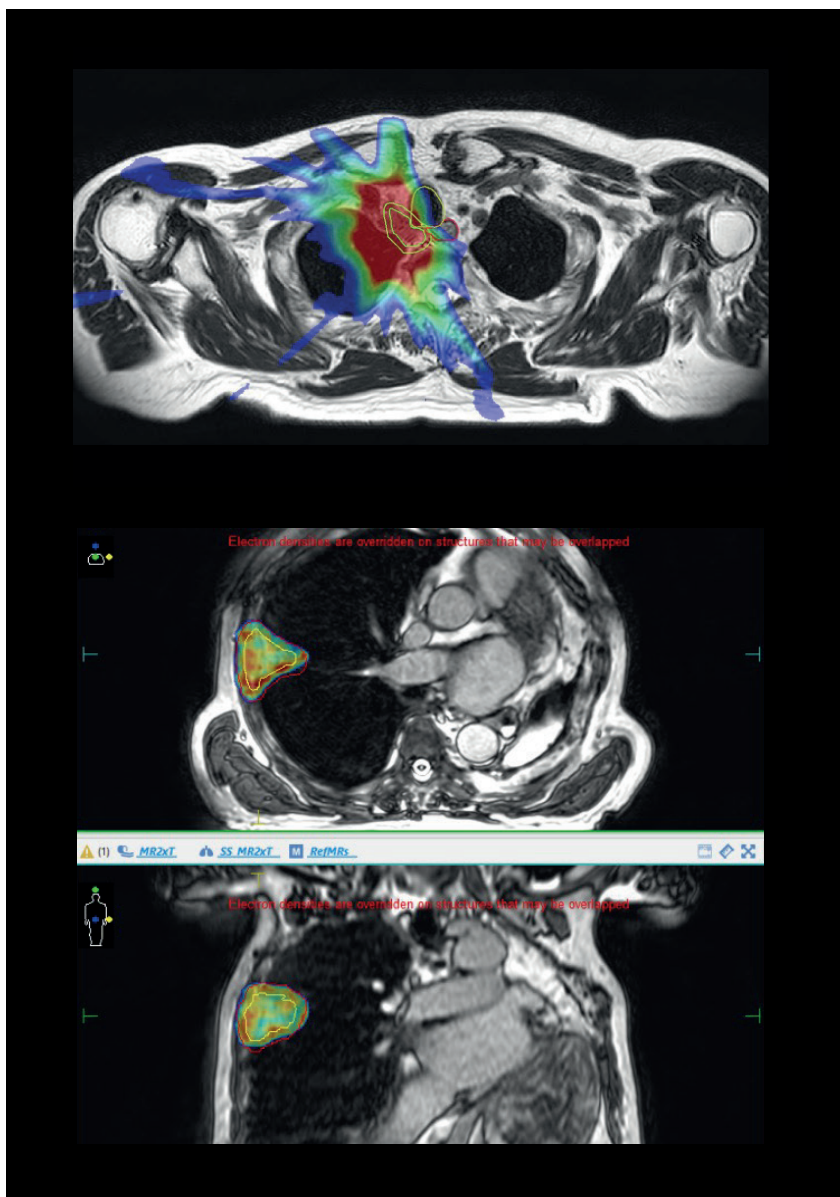 Electron densities are overridden on structures that may be overlapped
(1) MR2xT SS MR2xT M RefMRs
Electron densities are overridden on structures that may be overlapped